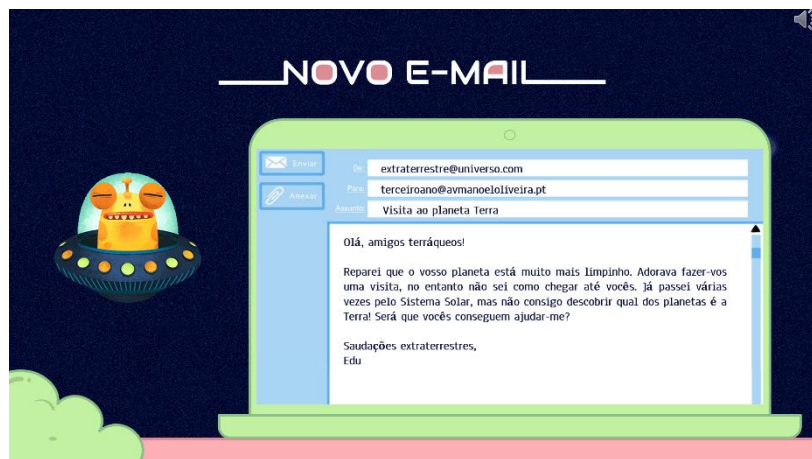 NOVO E-MAIL
Enviar
De: extraterrestre@universo.com
Anexar
Para: terceiroano@avmanoeloliveira.pt
Assunto: Visita ao planeta Terra
Olá, amigos terráqueos!
Reparei que o vosso planeta está muito mais limpinho. Adorava fazer-vos
uma visita, no entanto não sei como chegar até vocês. Já passei várias
vezes pelo Sistema Solar, mas não consigo descobrir qual dos planetas é a
Terra! Será que vocês conseguem ajudar-me?
Saudações extraterrestres,
Edu